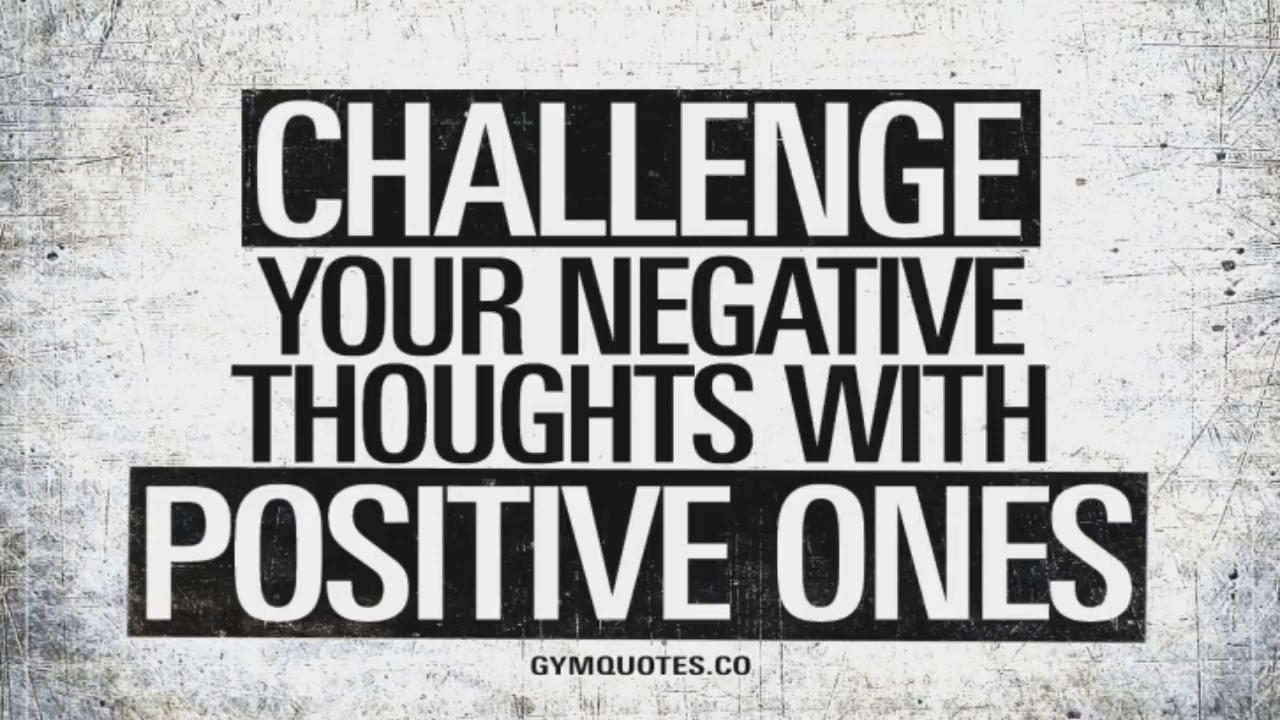 CHALLENGE
YOUR NEGATIVE
THOUGHTS WITH
POSITIVE ONES
GYMQUOTES.CO